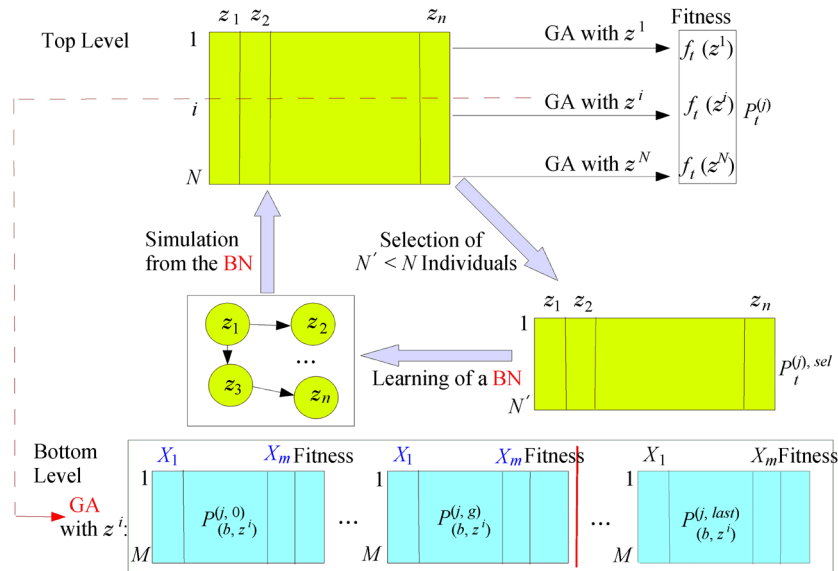 z₁ z₂ zₙ Fitness
Top Level 1 GA with z¹ fₜ (z¹)
i GA with zⁱ fₜ (zⁱ) Pₜ⁽ʲ⁾
N GA with zᴺ fₜ (zᴺ)
Simulation
from the BN
Selection of
N′ < N Individuals
z₁ z₂ zₙ
1
N′
Pₜ^(j), sel
z₁ z₂
...
z₃ zₙ
Learning of a BN
Bottom
Level
GA
with zⁱ:
X₁ Xₘ Fitness
1
P_(b, zⁱ)^(j, 0)
M
...
X₁ Xₘ Fitness
1
P_(b, zⁱ)^(j, g)
M
...
X₁ Xₘ Fitness
1
P_(b, zⁱ)^(j, last)
M